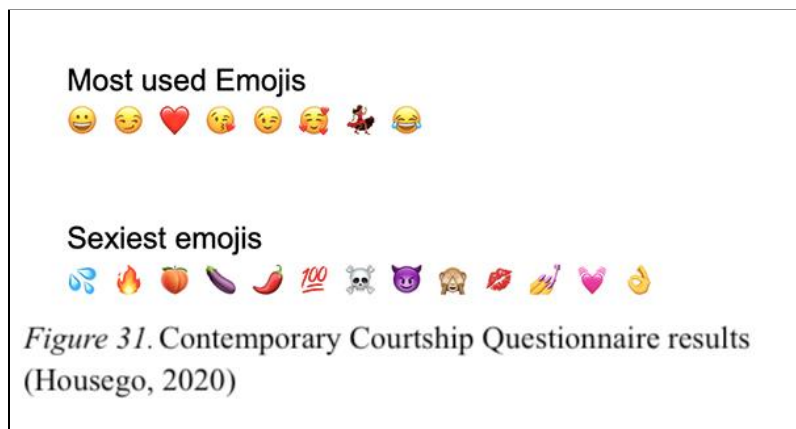 Most used Emojis
😀 😏 ❤️ 😘 😉 🥰 💃 😂
Sexiest emojis
💦 🔥 🍑 🍆 🌶️ 💯 ☠️ 😈 🙈 💋 💅 💓 👌
Figure 31. Contemporary Courtship Questionnaire results
(Housego, 2020)